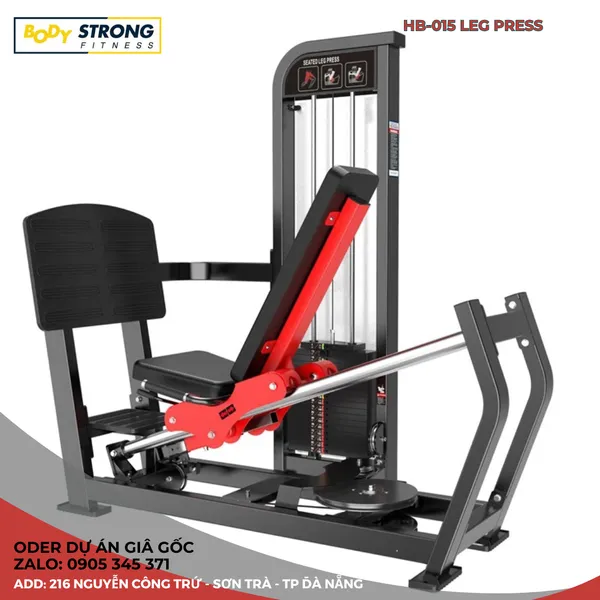 BODY STRONG
FITNESS
HB-015 LEG PRESS
SEATED LEG PRESS
ODER DỰ ÁN GIÂ GỐC
ZALO: 0905 345 371
ADD: 216 NGUYỄN CÔNG TRỨ - SƠN TRÀ - TP ĐÀ NẴNG